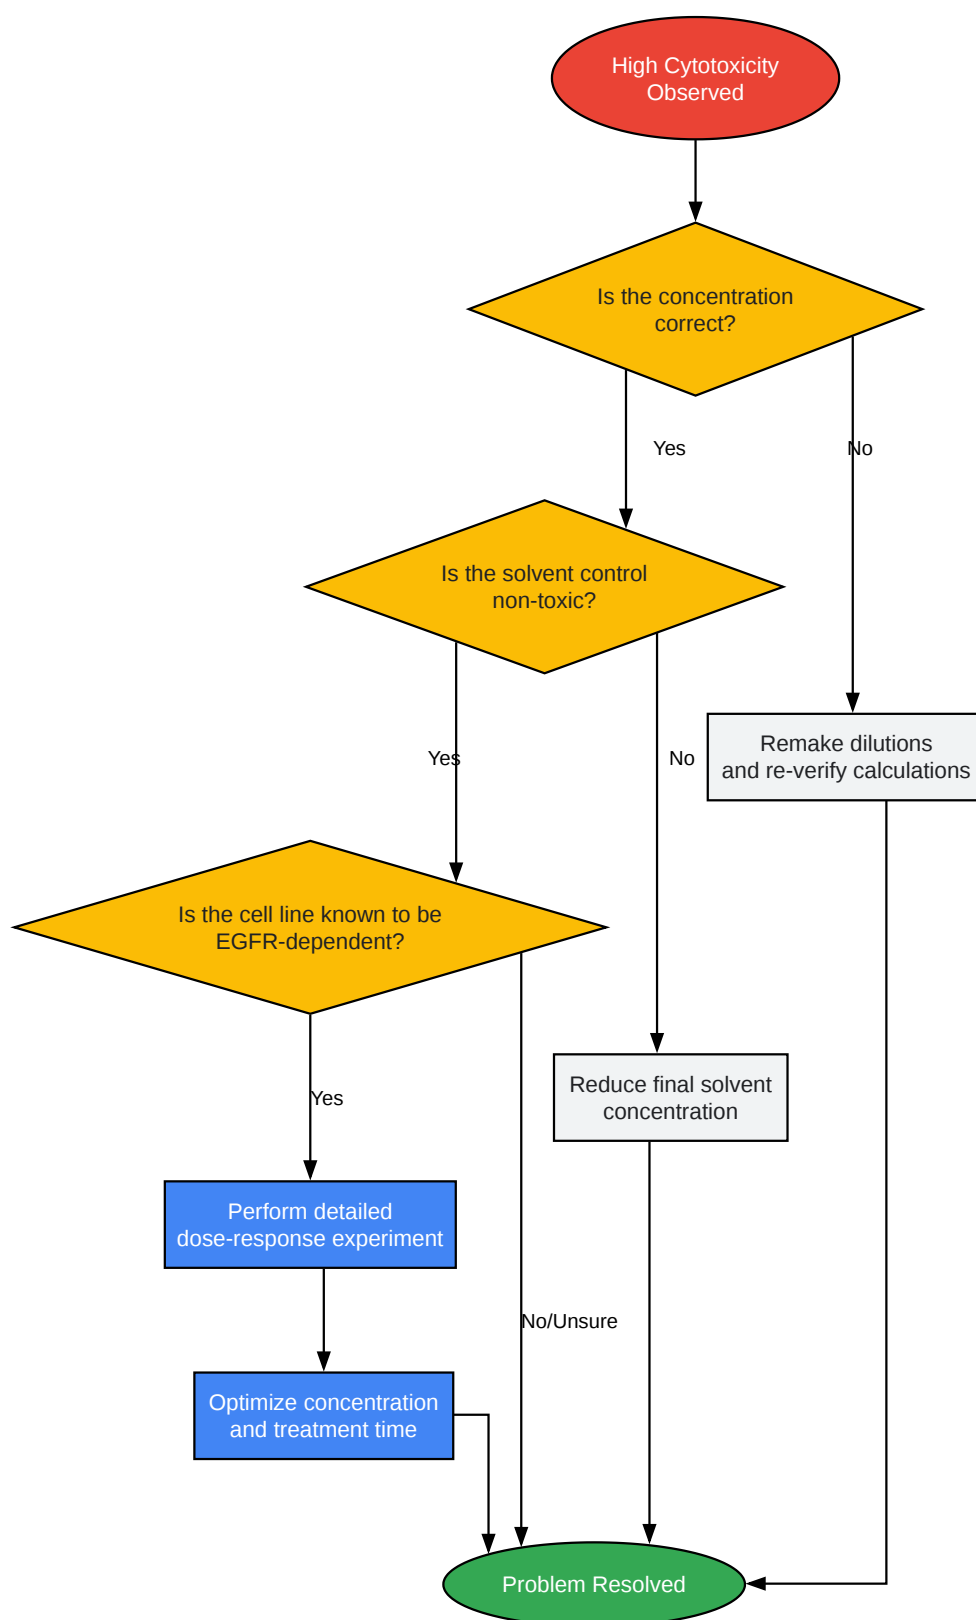 High Cytotoxicity
Observed
Is the concentration
correct?
Yes
No
Is the solvent control
non-toxic?
Remake dilutions
and re-verify calculations
Yes
No
Is the cell line known to be
EGFR-dependent?
Reduce final solvent
concentration
Yes
Perform detailed
dose-response experiment
No/Unsure
Optimize concentration
and treatment time
Problem Resolved